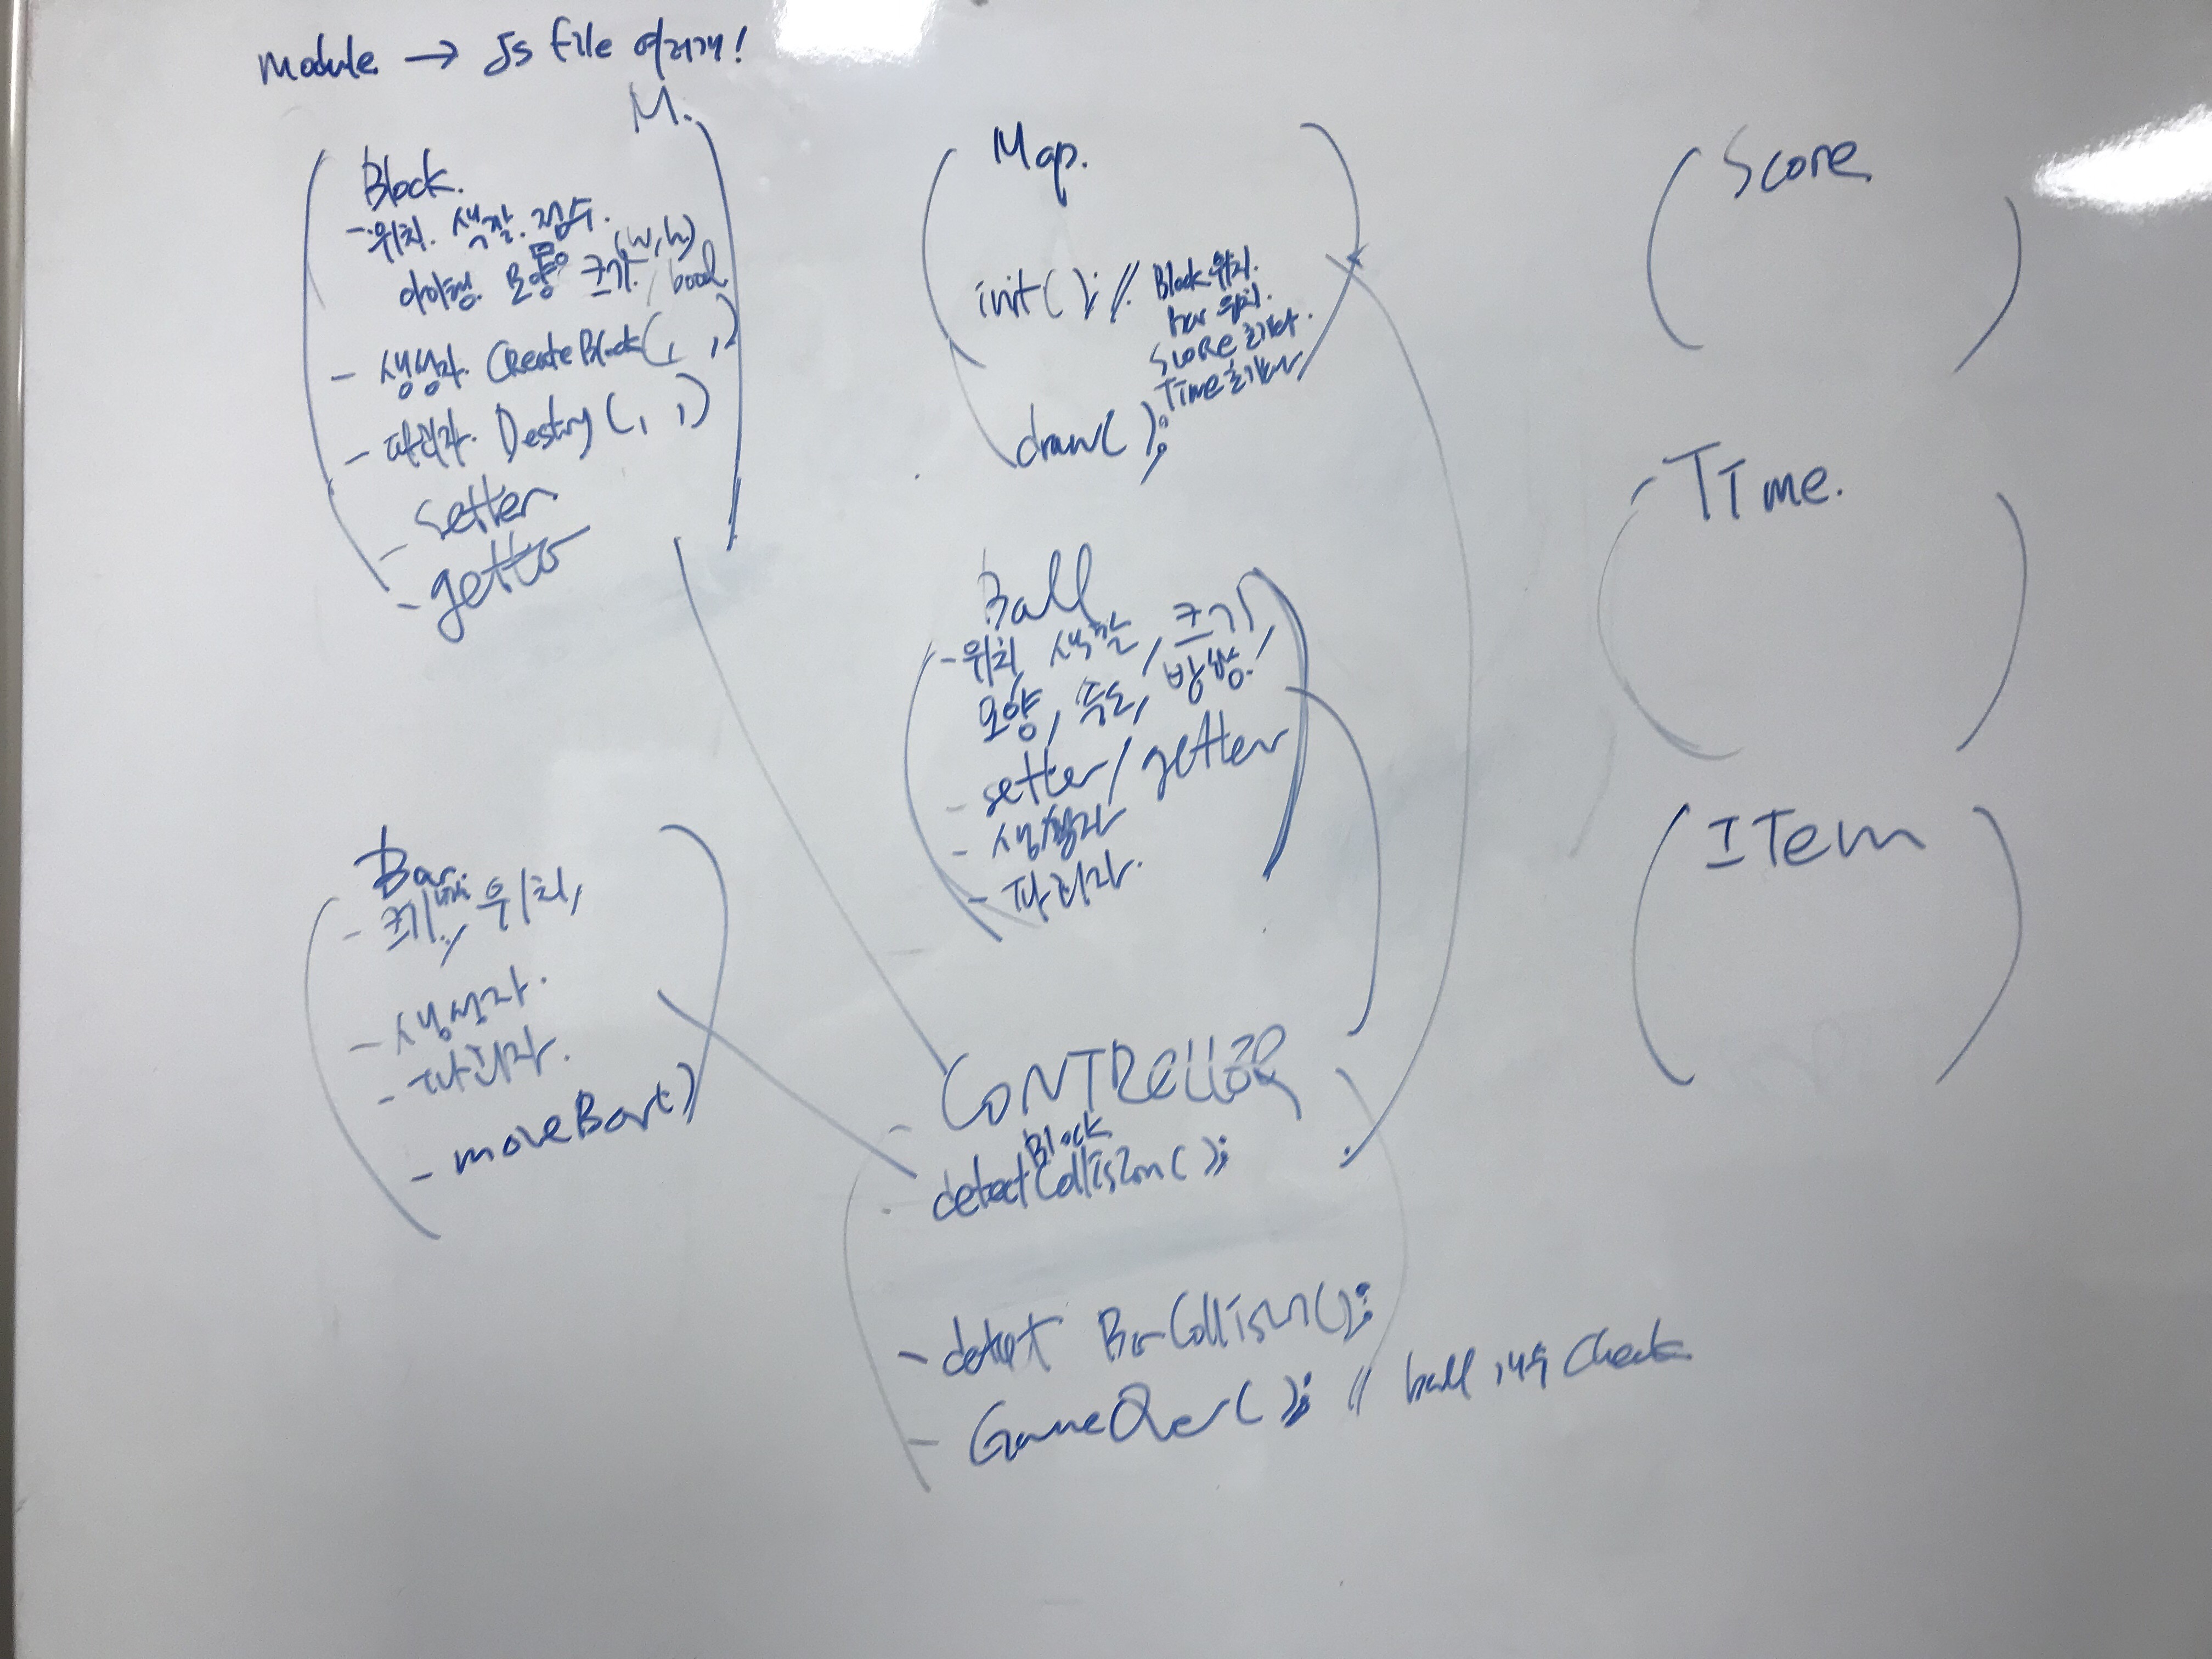 module → Js file 여러개!
M.
Block.
- 위치. 색깔. 점수.
아이템. 모양 크기(w,h) / bool
- 생성자. CreateBlock( , , )
- 파괴자. Destroy( , , )
- setter
- getter
Bar.
- 크기, 위치,
- 생성자.
- 파괴자.
- moveBar()
Map.
init(); // Block 위치.
Bar 위치.
Score 초기화.
Time 초기화
draw();
Ball
- 위치, 색깔, 크기,
모양, 속도, 방향.
- setter/getter
- 생성자
- 파괴자.
- CONTROLLER
Block
detectCollision();
- detect BarCollision();
- GameOver(); // ball 개수 Check
Score
Time.
ITem